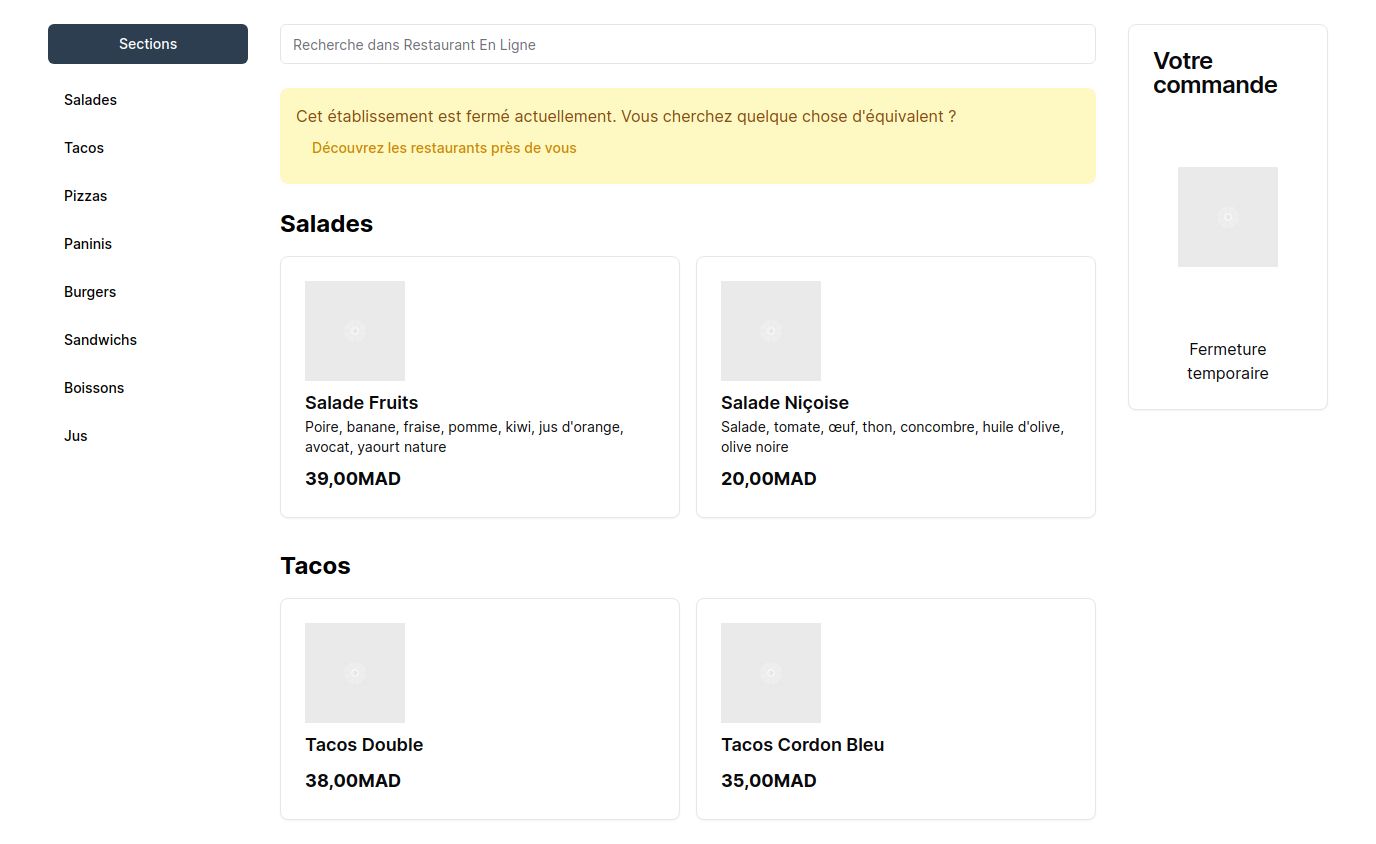 Sections
Salades
Tacos
Pizzas
Paninis
Burgers
Sandwichs
Boissons
Jus
Recherche dans Restaurant En Ligne
Cet établissement est fermé actuellement. Vous cherchez quelque chose d'équivalent ?
Découvrez les restaurants près de vous
Salades
Salade Fruits
Poire, banane, fraise, pomme, kiwi, jus d'orange,
avocat, yaourt nature
39,00MAD
Salade Niçoise
Salade, tomate, œuf, thon, concombre, huile d'olive,
olive noire
20,00MAD
Tacos
Tacos Double
38,00MAD
Tacos Cordon Bleu
35,00MAD
Votre
commande
Fermeture
temporaire